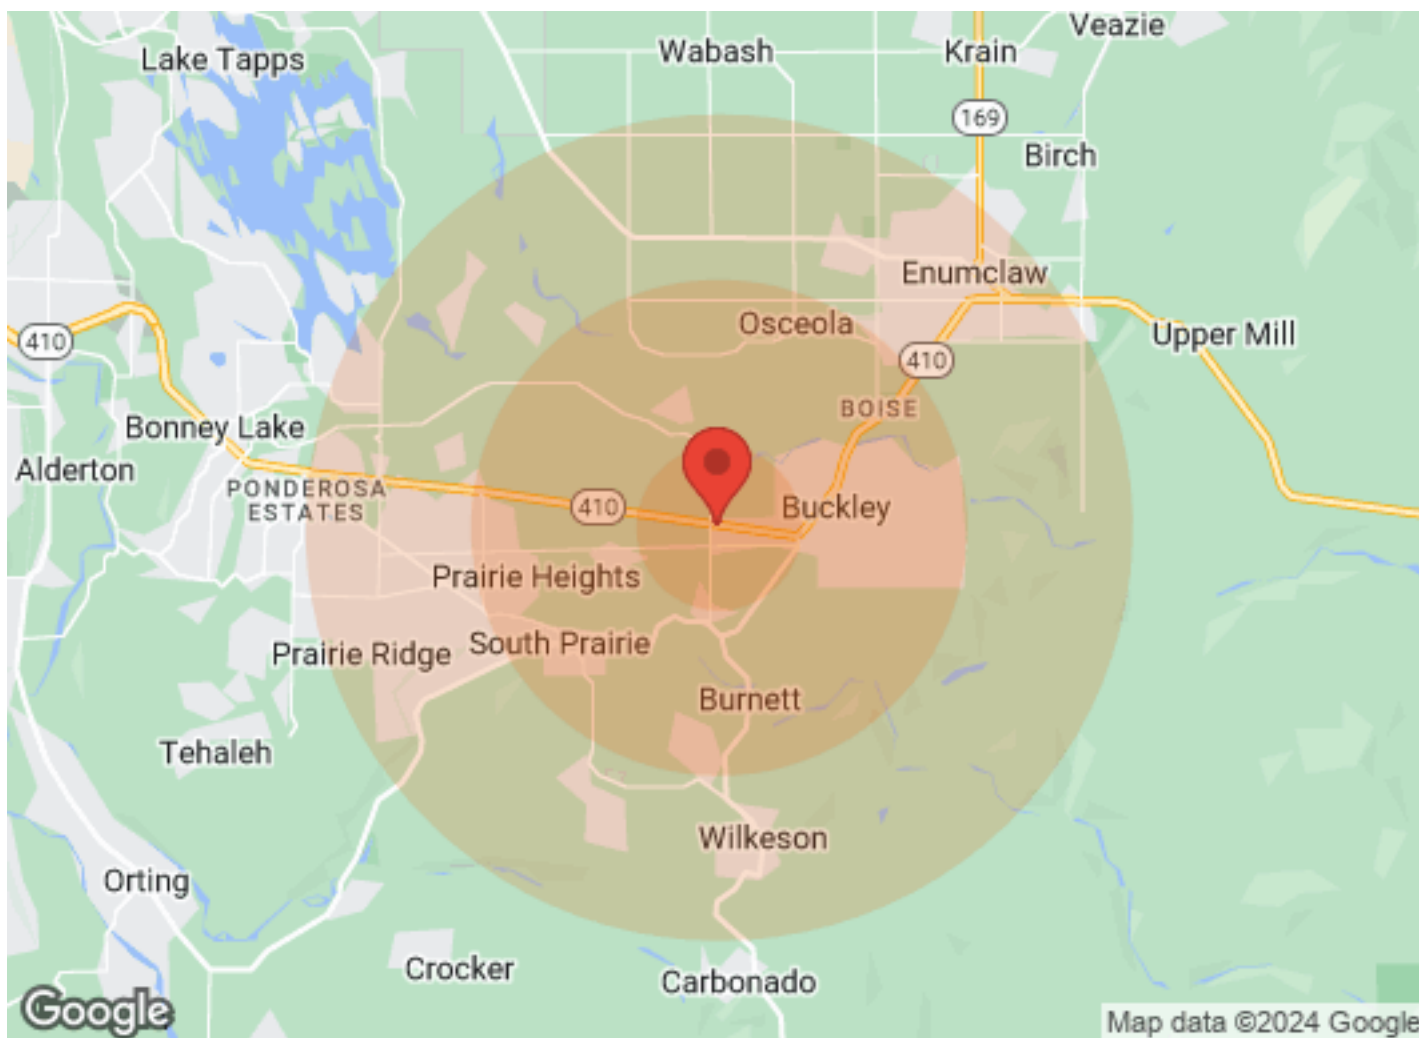 Veazie
Lake Tapps
Wabash
Krain
169
Birch
Enumclaw
Osceola
Upper Mill
410
410
BOISE
Bonney Lake
Alderton
PONDEROSA
ESTATES
410
Buckley
Prairie Heights
South Prairie
Prairie Ridge
Burnett
Tehaleh
Wilkeson
Orting
Crocker
Carbonado
Google
Map data ©2024 Google